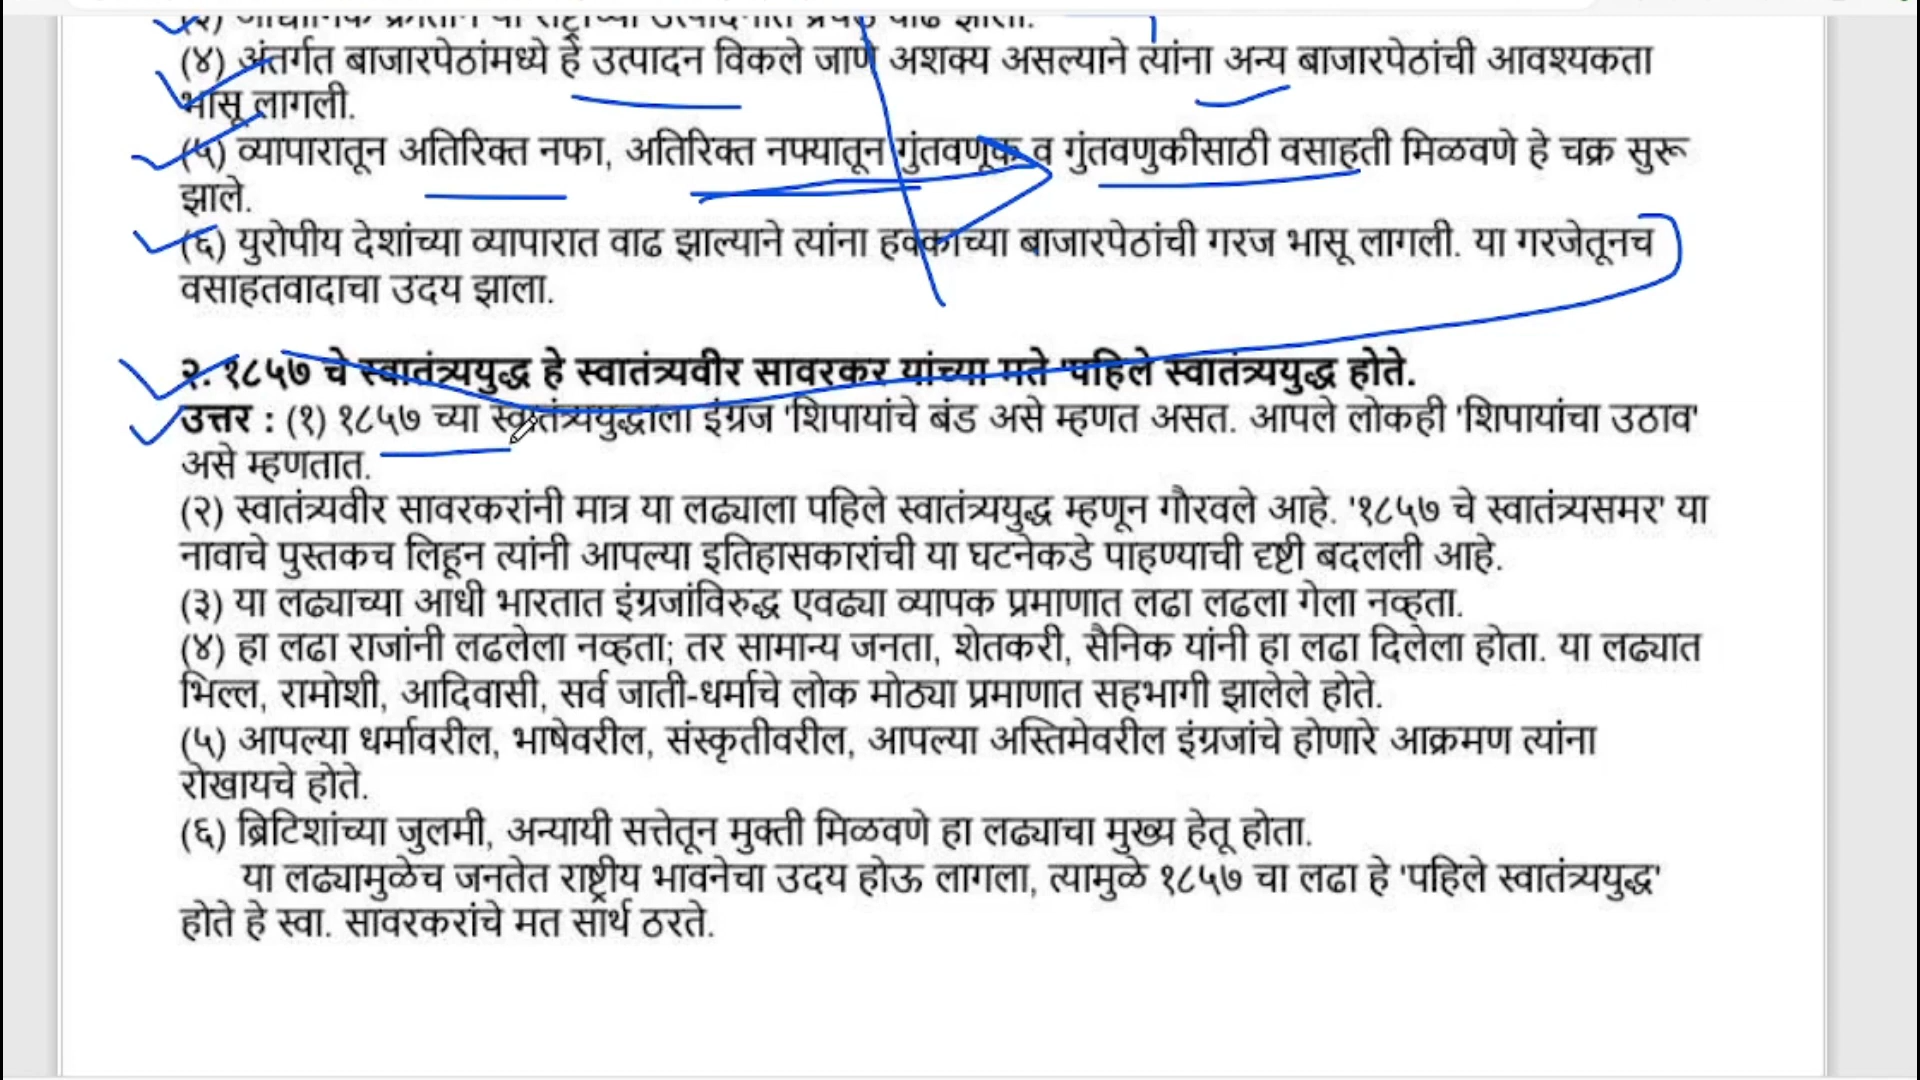 (३) औद्योगिक क्रांतीने या राष्ट्रांच्या उत्पादनात प्रचंड वाढ झाली.
(४) अंतर्गत बाजारपेठांमध्ये हे उत्पादन विकले जाणे अशक्य असल्याने त्यांना अन्य बाजारपेठांची आवश्यकता
भासू लागली.
(५) व्यापारातून अतिरिक्त नफा, अतिरिक्त नफ्यातून गुंतवणूक व गुंतवणुकीसाठी वसाहती मिळवणे हे चक्र सुरू
झाले.
(६) युरोपीय देशांच्या व्यापारात वाढ झाल्याने त्यांना हक्काच्या बाजारपेठांची गरज भासू लागली. या गरजेतूनच
वसाहतवादाचा उदय झाला.
२. १८५७ चे स्वातंत्र्ययुद्ध हे स्वातंत्र्यवीर सावरकर यांच्या मते 'पहिले स्वातंत्र्ययुद्ध होते.
उत्तर : (१) १८५७ च्या स्वातंत्र्ययुद्धाला इंग्रज 'शिपायांचे बंड असे म्हणत असत. आपले लोकही 'शिपायांचा उठाव'
असे म्हणतात.
(२) स्वातंत्र्यवीर सावरकरांनी मात्र या लढ्याला पहिले स्वातंत्र्ययुद्ध म्हणून गौरवले आहे. '१८५७ चे स्वातंत्र्यसमर' या
नावाचे पुस्तकच लिहून त्यांनी आपल्या इतिहासकारांची या घटनेकडे पाहण्याची दृष्टी बदलली आहे.
(३) या लढ्याच्या आधी भारतात इंग्रजांविरुद्ध एवढ्या व्यापक प्रमाणात लढा लढला गेला नव्हता.
(४) हा लढा राजांनी लढलेला नव्हता; तर सामान्य जनता, शेतकरी, सैनिक यांनी हा लढा दिलेला होता. या लढ्यात
भिल्ल, रामोशी, आदिवासी, सर्व जाती-धर्माचे लोक मोठ्या प्रमाणात सहभागी झालेले होते.
(५) आपल्या धर्मावरील, भाषेवरील, संस्कृतीवरील, आपल्या अस्तिमेवरील इंग्रजांचे होणारे आक्रमण त्यांना
रोखायचे होते.
(६) ब्रिटिशांच्या जुलमी, अन्यायी सत्तेतून मुक्ती मिळवणे हा लढ्याचा मुख्य हेतू होता.
या लढ्यामुळेच जनतेत राष्ट्रीय भावनेचा उदय होऊ लागला, त्यामुळे १८५७ चा लढा हे 'पहिले स्वातंत्र्ययुद्ध'
होते हे स्वा. सावरकरांचे मत सार्थ ठरते.